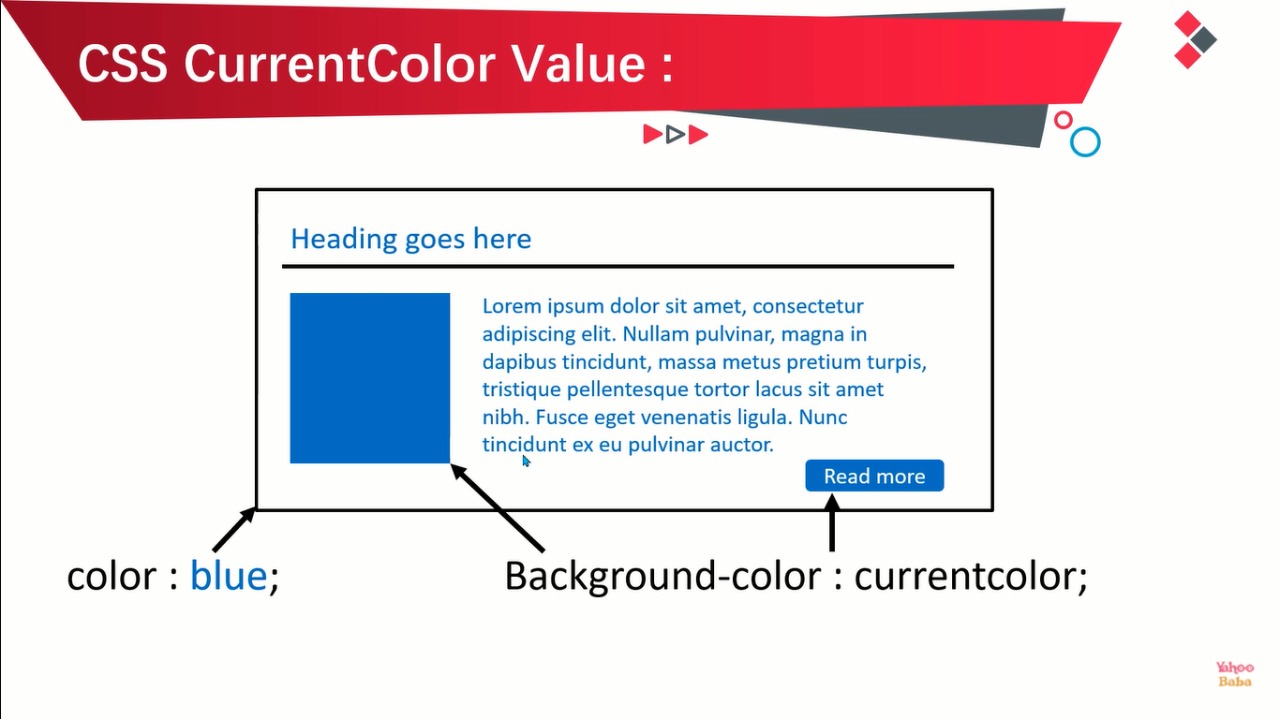 CSS CurrentColor Value :
Heading goes here
Lorem ipsum dolor sit amet, consectetur
adipiscing elit. Nullam pulvinar, magna in
dapibus tincidunt, massa metus pretium turpis,
tristique pellentesque tortor lacus sit amet
nibh. Fusce eget venenatis ligula. Nunc
tincidunt ex eu pulvinar auctor.
Read more
color : blue;
Background-color : currentcolor;
Yahoo
Baba